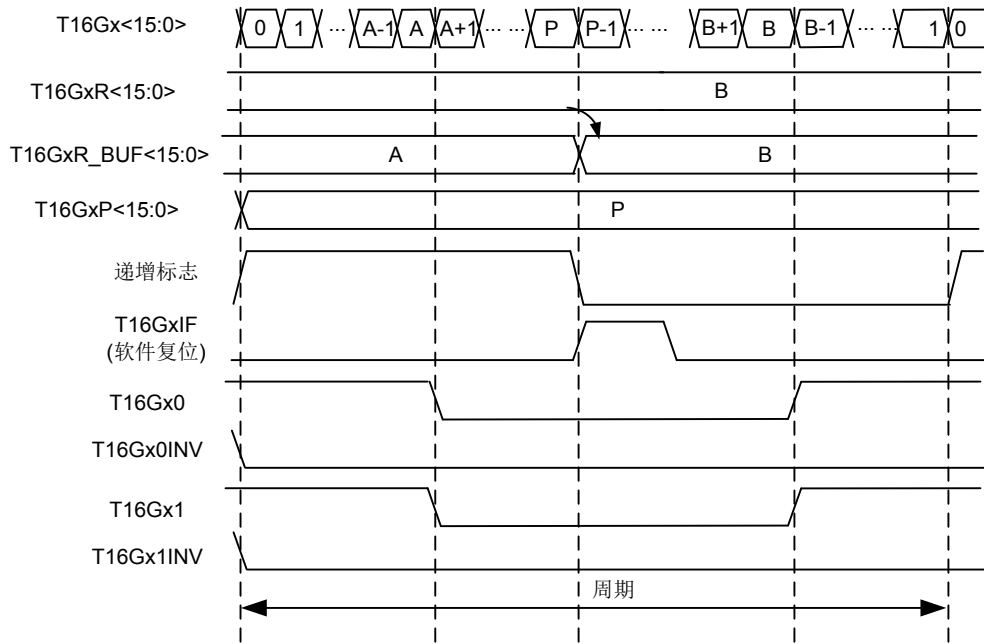 T16Gx<15:0> 0 1 ... A-1 A A+1 ... ... P P-1 ... ... B+1 B B-1 ... ... 1 0
T16GxR<15:0> B
T16GxR_BUF<15:0> A B
T16GxP<15:0> P
递增标志
T16GxIF
(软件复位)
T16Gx0
T16Gx0INV
T16Gx1
T16Gx1INV
周期